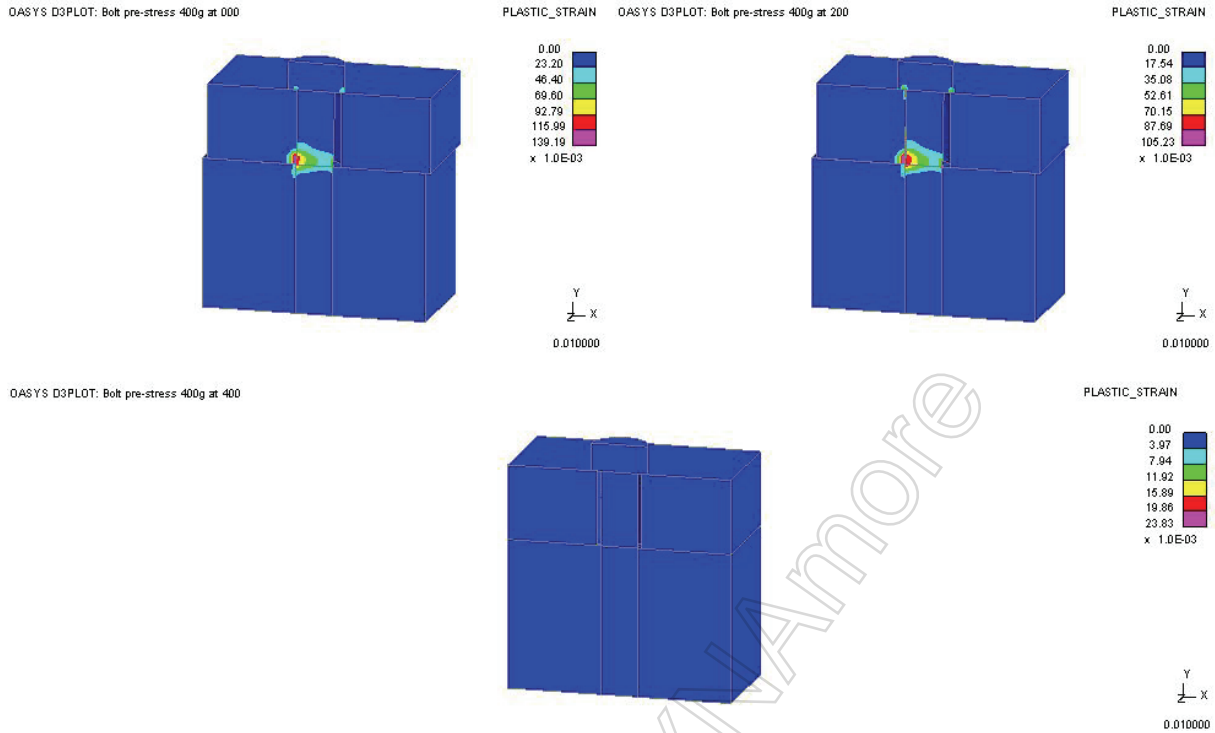 OASYS D3PLOT: Bolt pre-stress 400g at 000
PLASTIC_STRAIN
0.00
23.20
46.40
69.60
92.79
115.99
139.19
x 1.0E-03
Y
Z X
0.010000
OASYS D3PLOT: Bolt pre-stress 400g at 200
PLASTIC_STRAIN
0.00
17.54
35.08
52.61
70.15
87.69
105.23
x 1.0E-03
Y
Z X
0.010000
OASYS D3PLOT: Bolt pre-stress 400g at 400
PLASTIC_STRAIN
0.00
3.97
7.94
11.92
15.89
19.86
23.83
x 1.0E-03
Y
Z X
0.010000
YNAmore